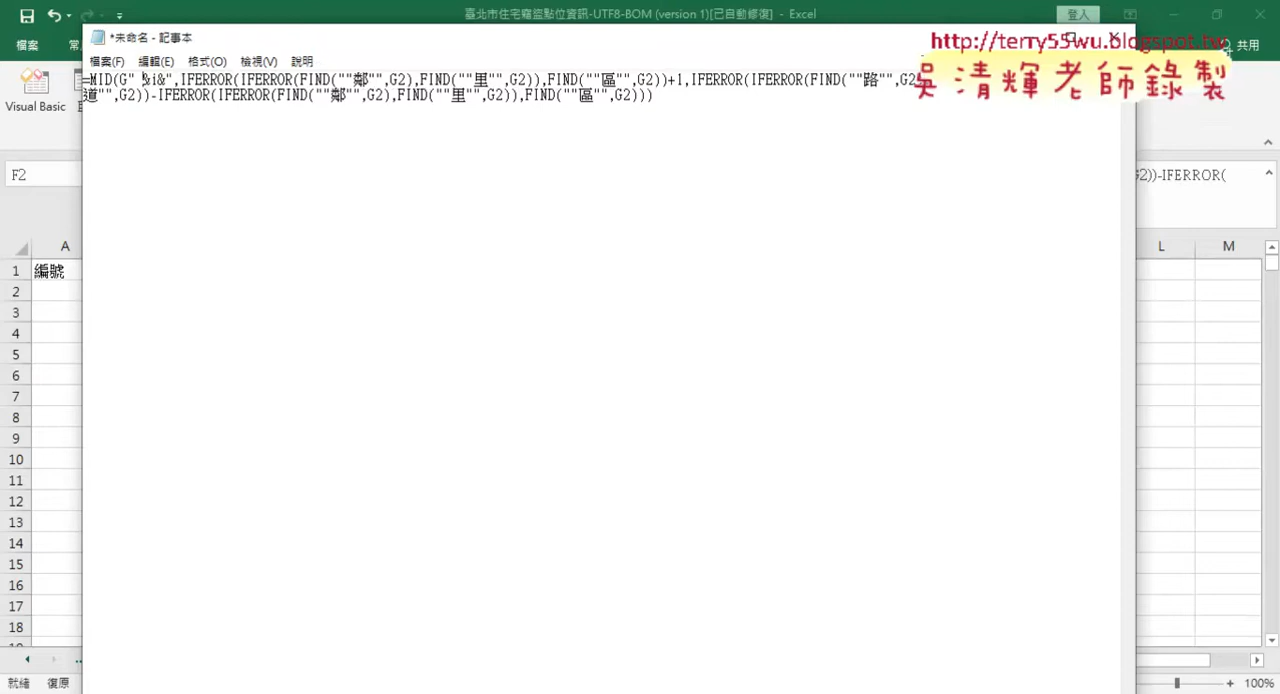 臺北市住宅竊盜點位資訊-UTF8-BOM (version 1)[已自動修復] - Excel
登入
*未命名 - 記事本
http://terry55wu.blogspot.tw
檔案
共用
檔案(F) 編輯(E) 格式(O) 檢視(V) 說明
=MID(G" &i&",IFERROR(IFERROR(FIND(""鄰"",G2),FIND(""里"",G2)),FIND(""區"",G2))+1,IFERROR(IFERROR(FIND(""路"",G2
吳清輝老師錄製
道"",G2))-IFERROR(IFERROR(FIND(""鄰"",G2),FIND(""里"",G2)),FIND(""區"",G2)))
Visual Basic
F2
G2))-IFERROR(
A L M
1 編號
2
3
4
5
6
7
8
9
10
11
12
13
14
15
16
17
18
就緒 復原 100%